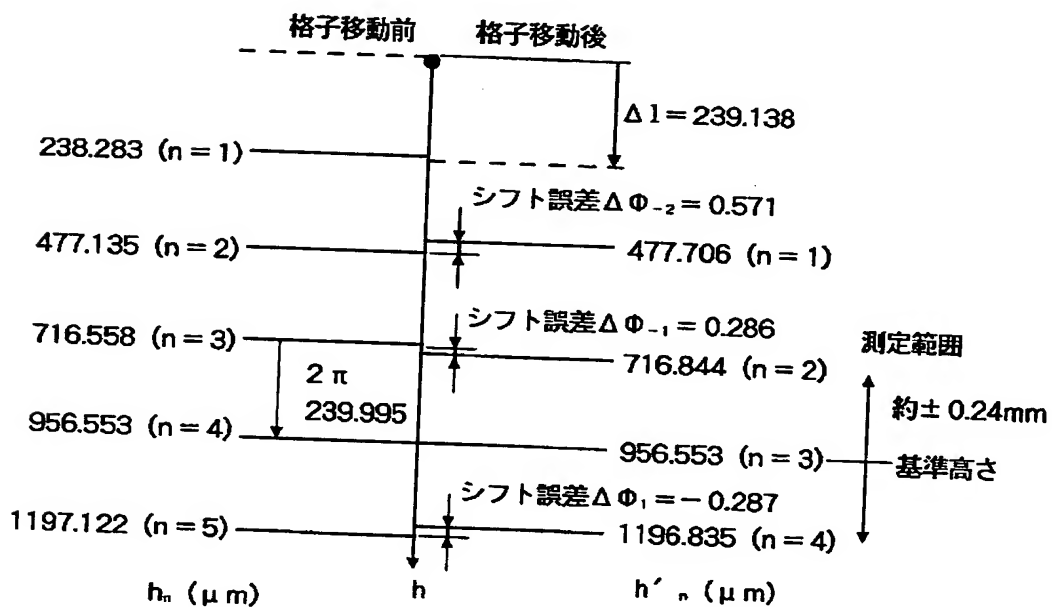 格子移動前 格子移動後
Δl＝239.138
238.283 (n＝1)
シフト誤差ΔΦ₋₂＝0.571
477.135 (n＝2)
477.706 (n＝1)
シフト誤差ΔΦ₋₁＝0.286
716.558 (n＝3)
716.844 (n＝2)
測定範囲
2π
239.995
約±0.24mm
956.553 (n＝4)
956.553 (n＝3)
基準高さ
シフト誤差ΔΦ₁＝－0.287
1197.122 (n＝5)
1196.835 (n＝4)
hₙ (μm)
h
h′ₙ (μm)